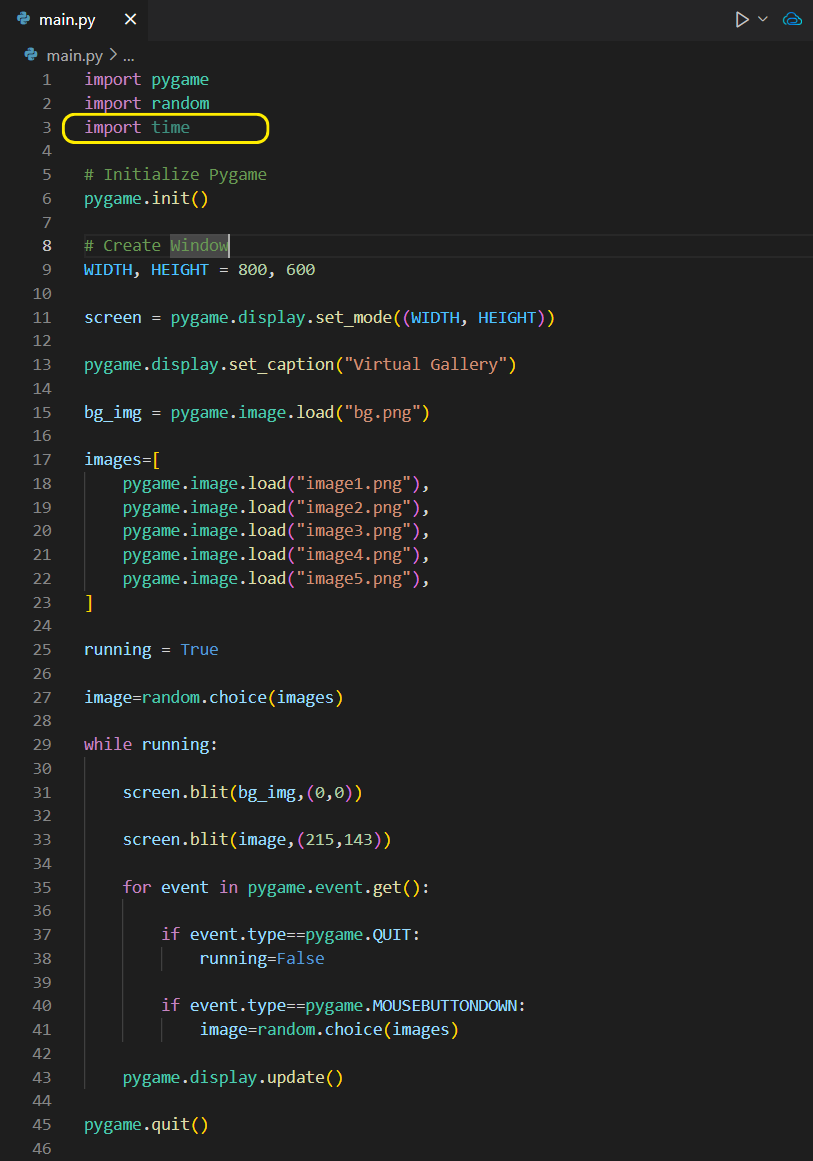 main.py
main.py > ...
1 import pygame
2 import random
3 import time
4
5 # Initialize Pygame
6 pygame.init()
7
8 # Create Window
9 WIDTH, HEIGHT = 800, 600
10
11 screen = pygame.display.set_mode((WIDTH, HEIGHT))
12
13 pygame.display.set_caption("Virtual Gallery")
14
15 bg_img = pygame.image.load("bg.png")
16
17 images=[
18     pygame.image.load("image1.png"),
19     pygame.image.load("image2.png"),
20     pygame.image.load("image3.png"),
21     pygame.image.load("image4.png"),
22     pygame.image.load("image5.png"),
23 ]
24
25 running = True
26
27 image=random.choice(images)
28
29 while running:
30
31     screen.blit(bg_img,(0,0))
32
33     screen.blit(image,(215,143))
34
35     for event in pygame.event.get():
36
37         if event.type==pygame.QUIT:
38             running=False
39
40         if event.type==pygame.MOUSEBUTTONDOWN:
41             image=random.choice(images)
42
43     pygame.display.update()
44
45 pygame.quit()
46